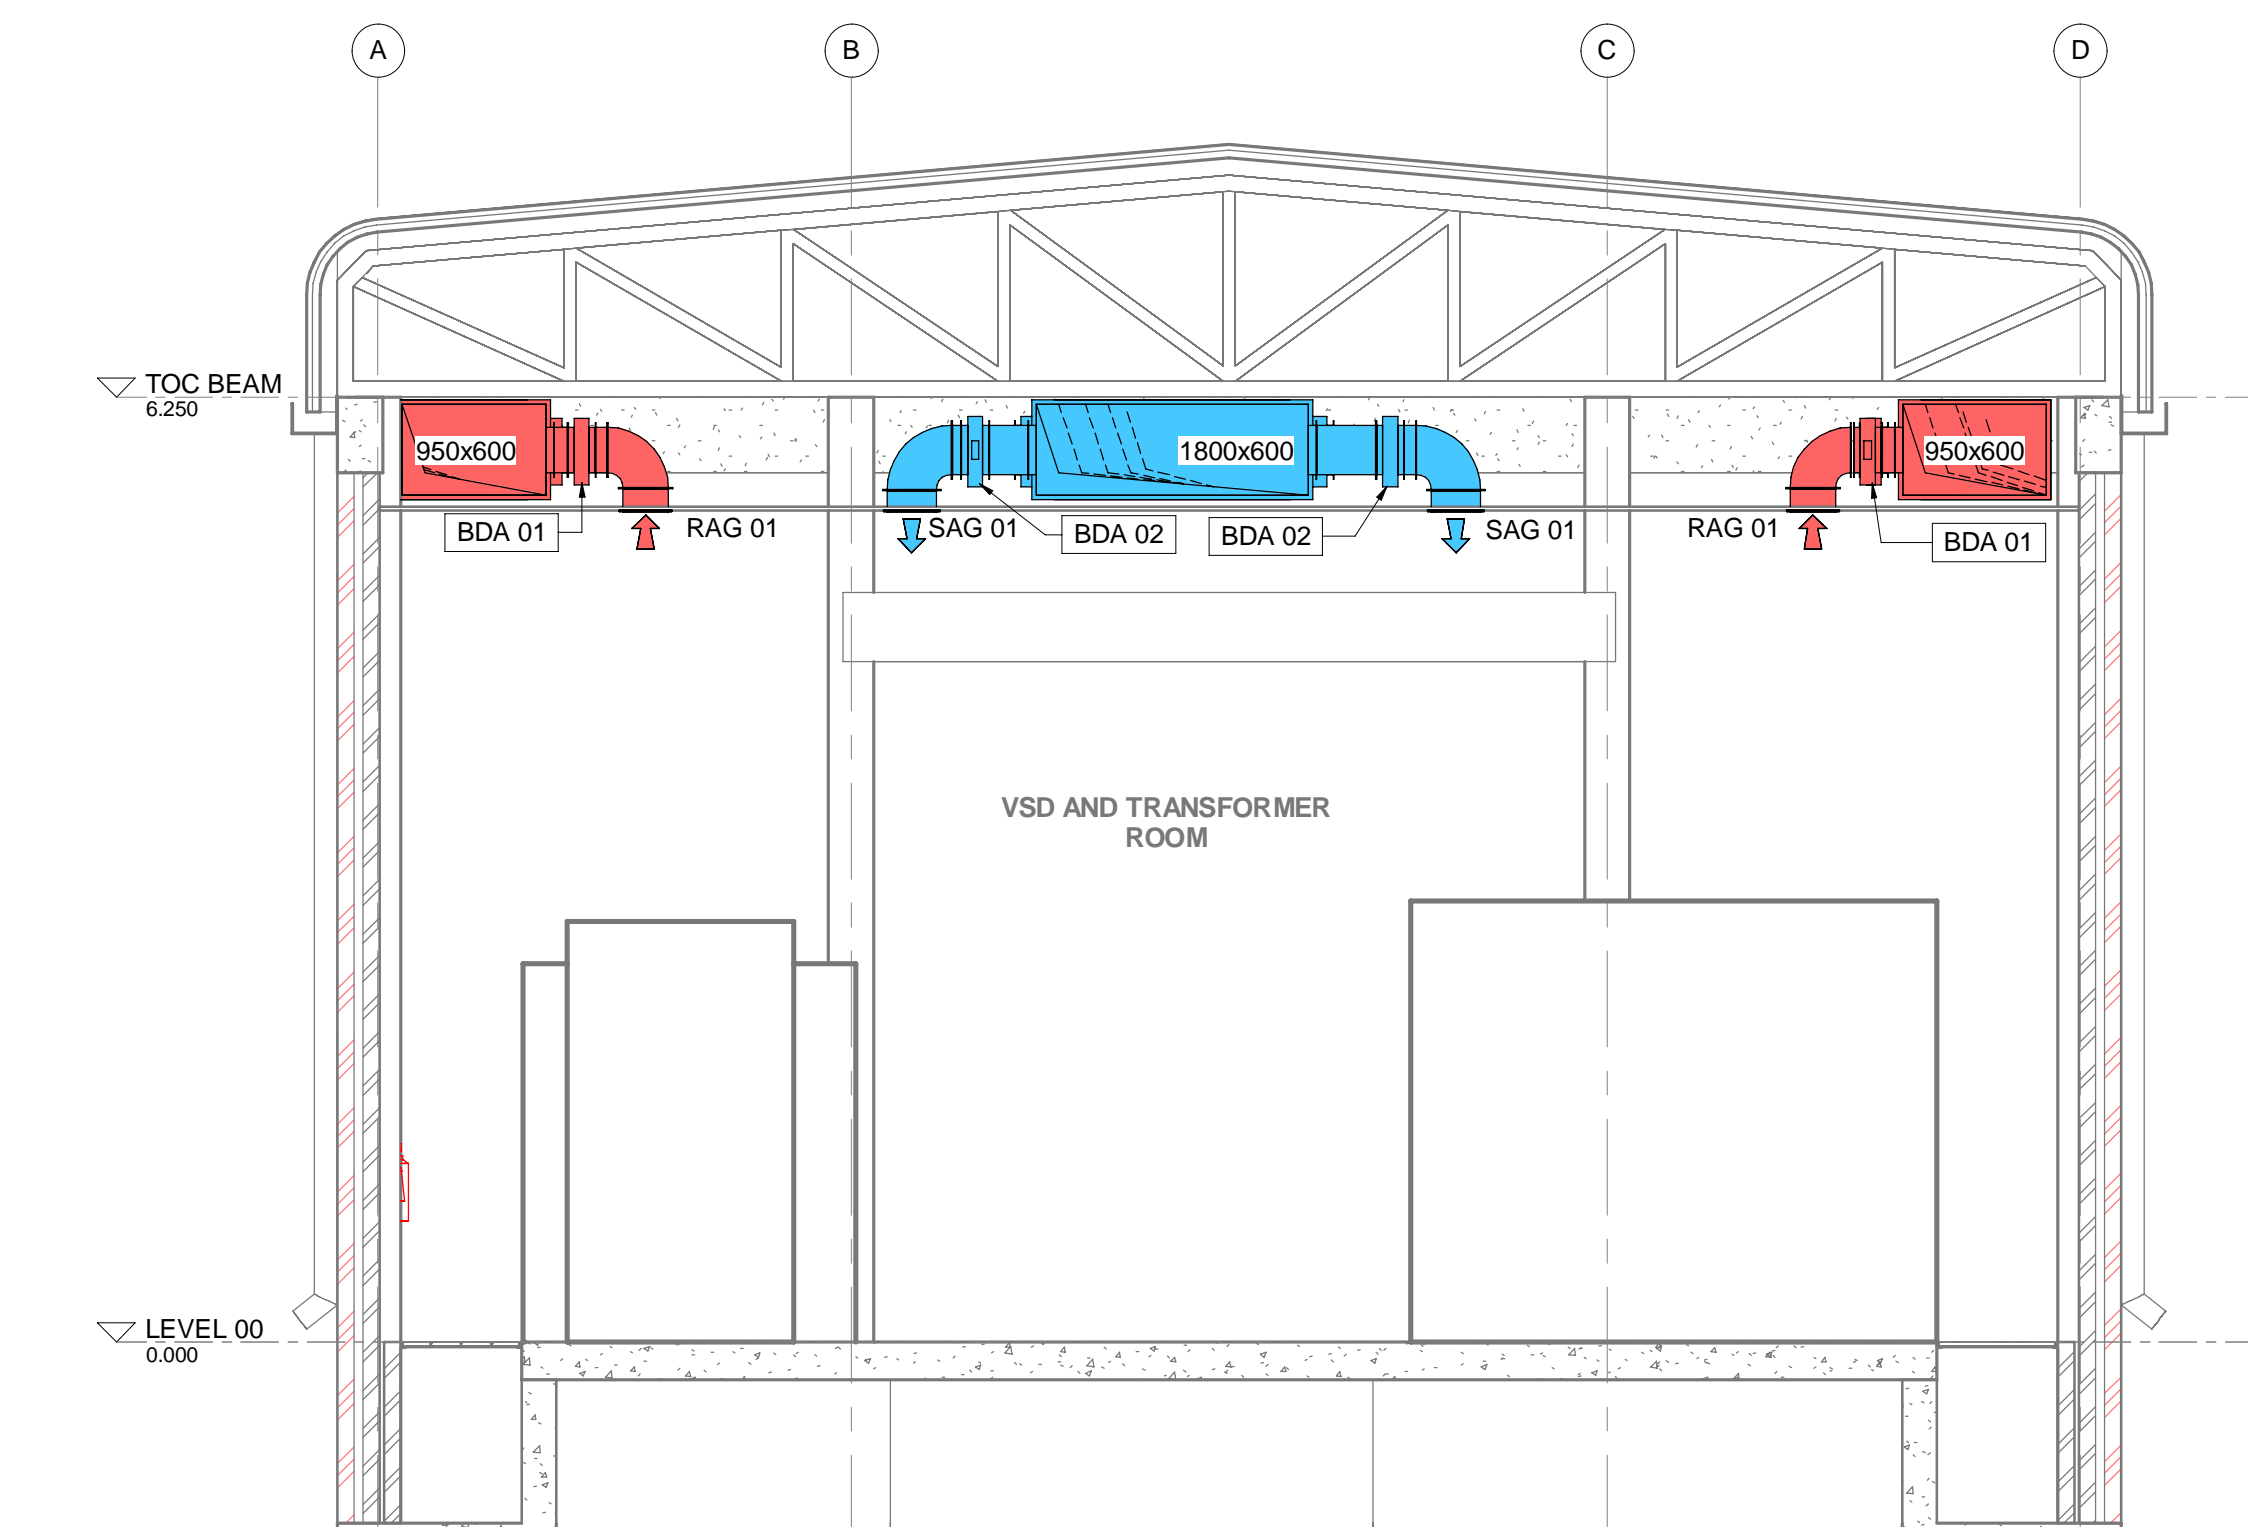 A
B
C
D
TOC BEAM
6.250
950x600
1800x600
950x600
BDA 01
RAG 01
SAG 01
BDA 02
BDA 02
SAG 01
RAG 01
BDA 01
VSD AND TRANSFORMER
ROOM
LEVEL 00
0.000